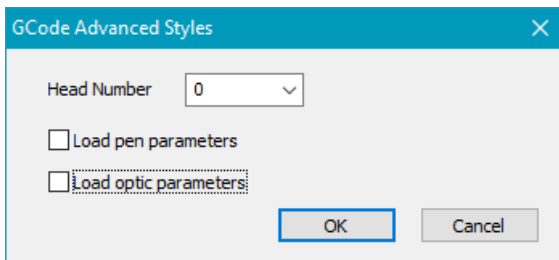 GCode Advanced Styles
Head Number 0
Load pen parameters
Load optic parameters
OK Cancel